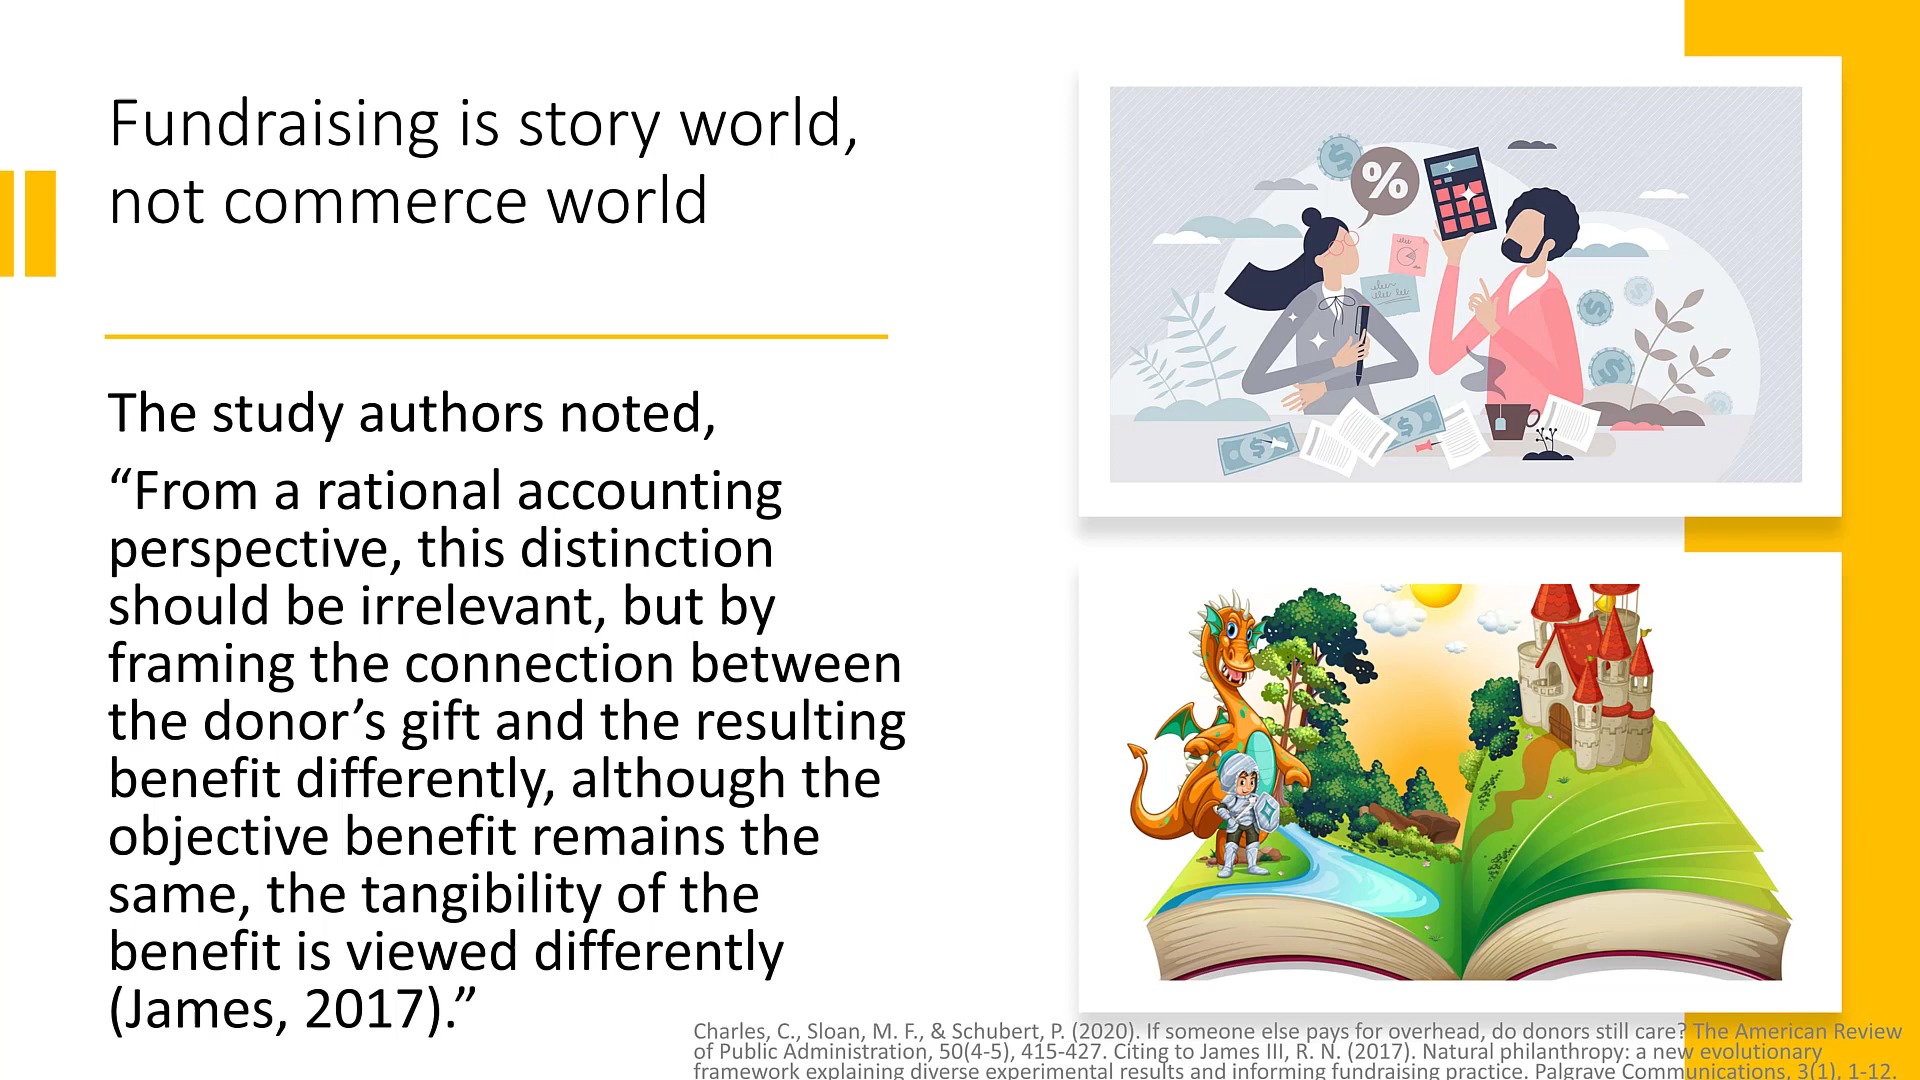 Fundraising is story world,
not commerce world
The study authors noted,
“From a rational accounting
perspective, this distinction
should be irrelevant, but by
framing the connection between
the donor’s gift and the resulting
benefit differently, although the
objective benefit remains the
same, the tangibility of the
benefit is viewed differently
(James, 2017).”
%
Charles, C., Sloan, M. F., & Schubert, P. (2020). If someone else pays for overhead, do donors still care? The American Review
of Public Administration, 50(4-5), 415-427. Citing to James III, R. N. (2017). Natural philanthropy: a new evolutionary
framework explaining diverse experimental results and informing fundraising practice. Palgrave Communications, 3(1), 1-12.